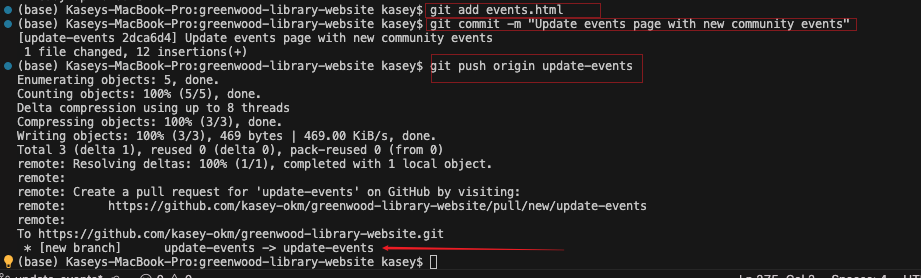 (base) Kaseys-MacBook-Pro:greenwood-library-website kasey$ git add events.html
(base) Kaseys-MacBook-Pro:greenwood-library-website kasey$ git commit -m "Update events page with new community events"
[update-events 2dca6d4] Update events page with new community events
1 file changed, 12 insertions(+)
(base) Kaseys-MacBook-Pro:greenwood-library-website kasey$ git push origin update-events
Enumerating objects: 5, done.
Counting objects: 100% (5/5), done.
Delta compression using up to 8 threads
Compressing objects: 100% (3/3), done.
Writing objects: 100% (3/3), 469 bytes | 469.00 KiB/s, done.
Total 3 (delta 1), reused 0 (delta 0), pack-reused 0 (from 0)
remote: Resolving deltas: 100% (1/1), completed with 1 local object.
remote:
remote: Create a pull request for 'update-events' on GitHub by visiting:
remote:      https://github.com/kasey-okm/greenwood-library-website/pull/new/update-events
remote:
To https://github.com/kasey-okm/greenwood-library-website.git
* [new branch]      update-events -> update-events
(base) Kaseys-MacBook-Pro:greenwood-library-website kasey$